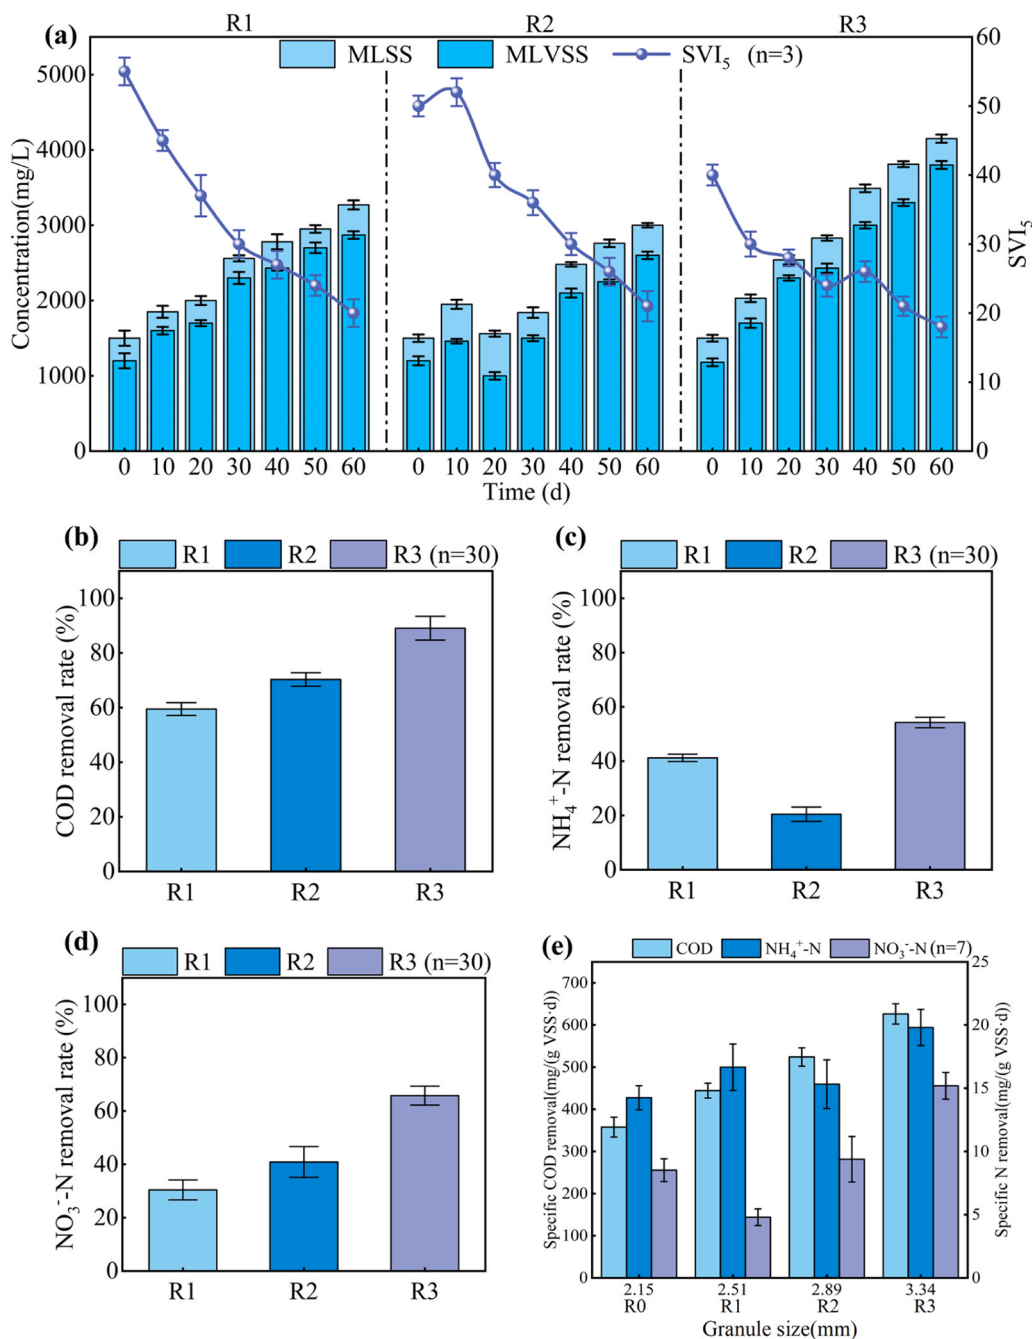 (a) R1 R2 R3
MLSS MLVSS SVI₅ (n=3)
Concentration(mg/L)
5000
4000
3000
2000
1000
0
60
50
40
30
20
10
0
SVI₅
0 10 20 30 40 50 60 0 10 20 30 40 50 60 0 10 20 30 40 50 60
Time (d)
(b)
R1 R2 R3 (n=30)
COD removal rate (%)
100
80
60
40
20
0
R1 R2 R3
(c)
R1 R2 R3 (n=30)
NH₄⁺-N removal rate (%)
100
80
60
40
20
0
R1 R2 R3
(d)
R1 R2 R3 (n=30)
NO₃⁻-N removal rate (%)
100
80
60
40
20
0
R1 R2 R3
(e)
COD NH₄⁺-N NO₃⁻-N (n=7)
Specific COD removal(mg/(g VSS·d))
700
600
500
400
300
200
100
0
25
20
15
10
5
0
Specific N removal(mg/(g VSS·d))
2.15 2.51 2.89 3.34
R0 R1 R2 R3
Granule size(mm)